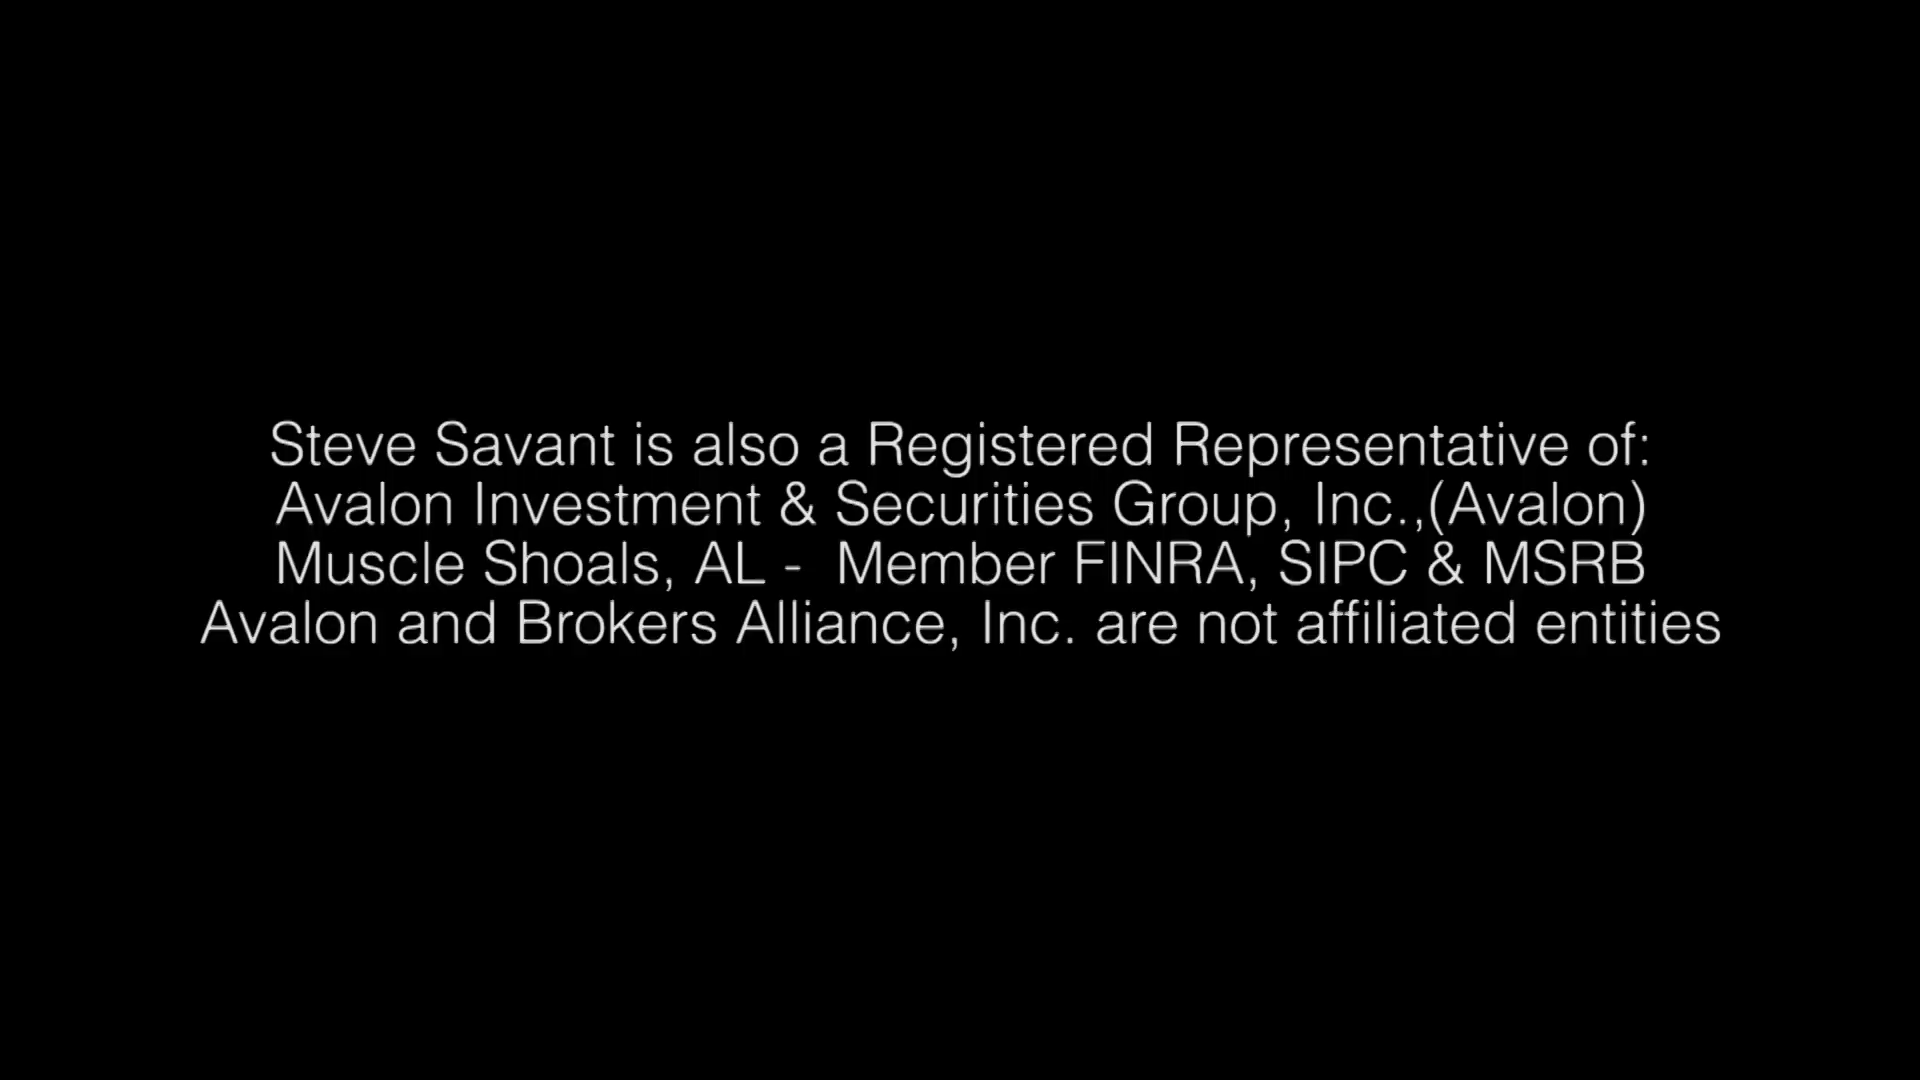 Steve Savant is also a Registered Representative of:
Avalon Investment & Securities Group, Inc.,(Avalon)
Muscle Shoals, AL -  Member FINRA, SIPC & MSRB
Avalon and Brokers Alliance, Inc. are not affiliated entities